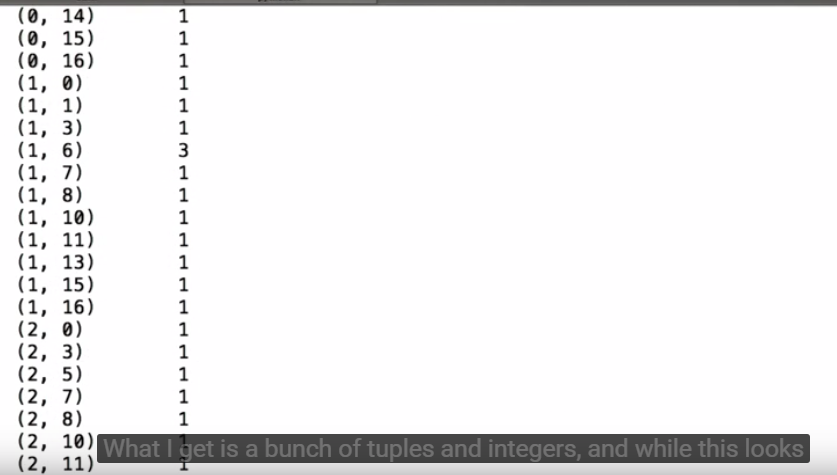 (0, 14) 1
(0, 15) 1
(0, 16) 1
(1, 0) 1
(1, 1) 1
(1, 3) 1
(1, 6) 3
(1, 7) 1
(1, 8) 1
(1, 10) 1
(1, 11) 1
(1, 13) 1
(1, 15) 1
(1, 16) 1
(2, 0) 1
(2, 3) 1
(2, 5) 1
(2, 7) 1
(2, 8) 1
(2, 10) 1
What I get is a bunch of tuples and integers, and while this looks
(2, 11) 1